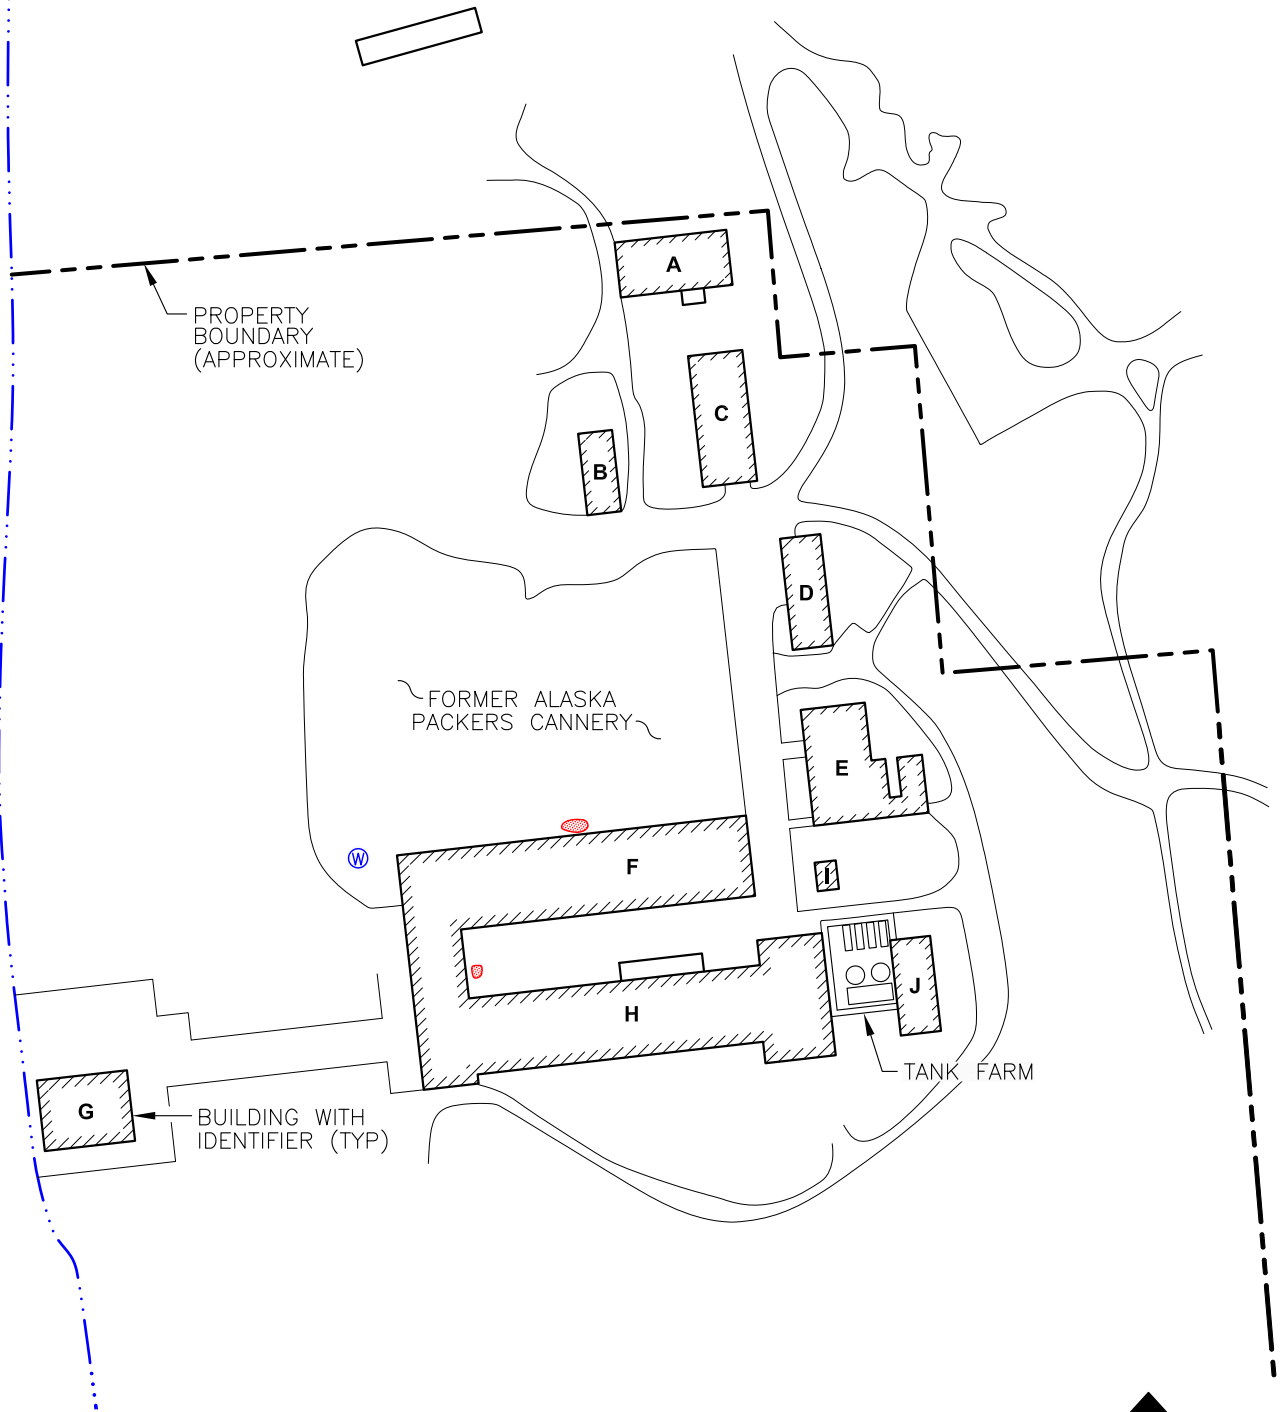 A
PROPERTY
BOUNDARY
(APPROXIMATE)
C
B
D
FORMER ALASKA
PACKERS CANNERY
E
W
F
I
J
H
TANK FARM
G
BUILDING WITH
IDENTIFIER (TYP)